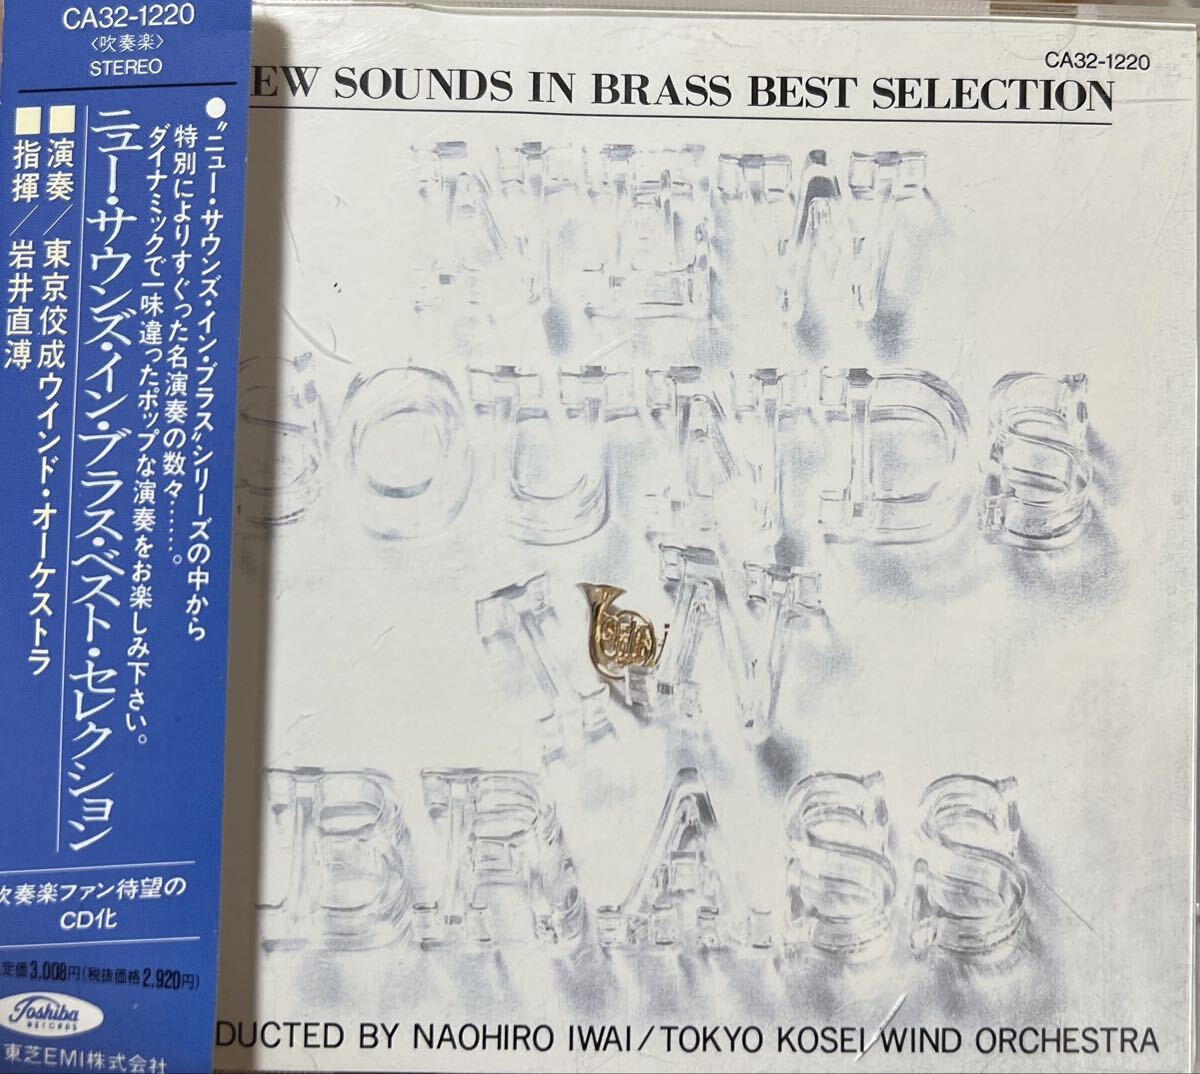 CA32-1220
〈吹奏楽〉
STEREO
●〝ニュー・サウンズ・イン・ブラス〟シリーズの中から
特別によりすぐった名演奏の数々……。
ダイナミックで一味違ったポップな演奏をお楽しみ下さい。
ニュー・サウンズ・イン・ブラス・ベスト・セレクション
■演奏/東京佼成ウインド・オーケストラ
■指揮/岩井直溥
吹奏楽ファン待望の
CD化
定価3,008円(税抜価格2,920円)
Toshiba
RECORDS
東芝EMI株式会社
CA32-1220
EW SOUNDS IN BRASS BEST SELECTION
NEW
SOUNDS
IN
BRASS
DUCTED BY NAOHIRO IWAI/TOKYO KOSEI WIND ORCHESTRA